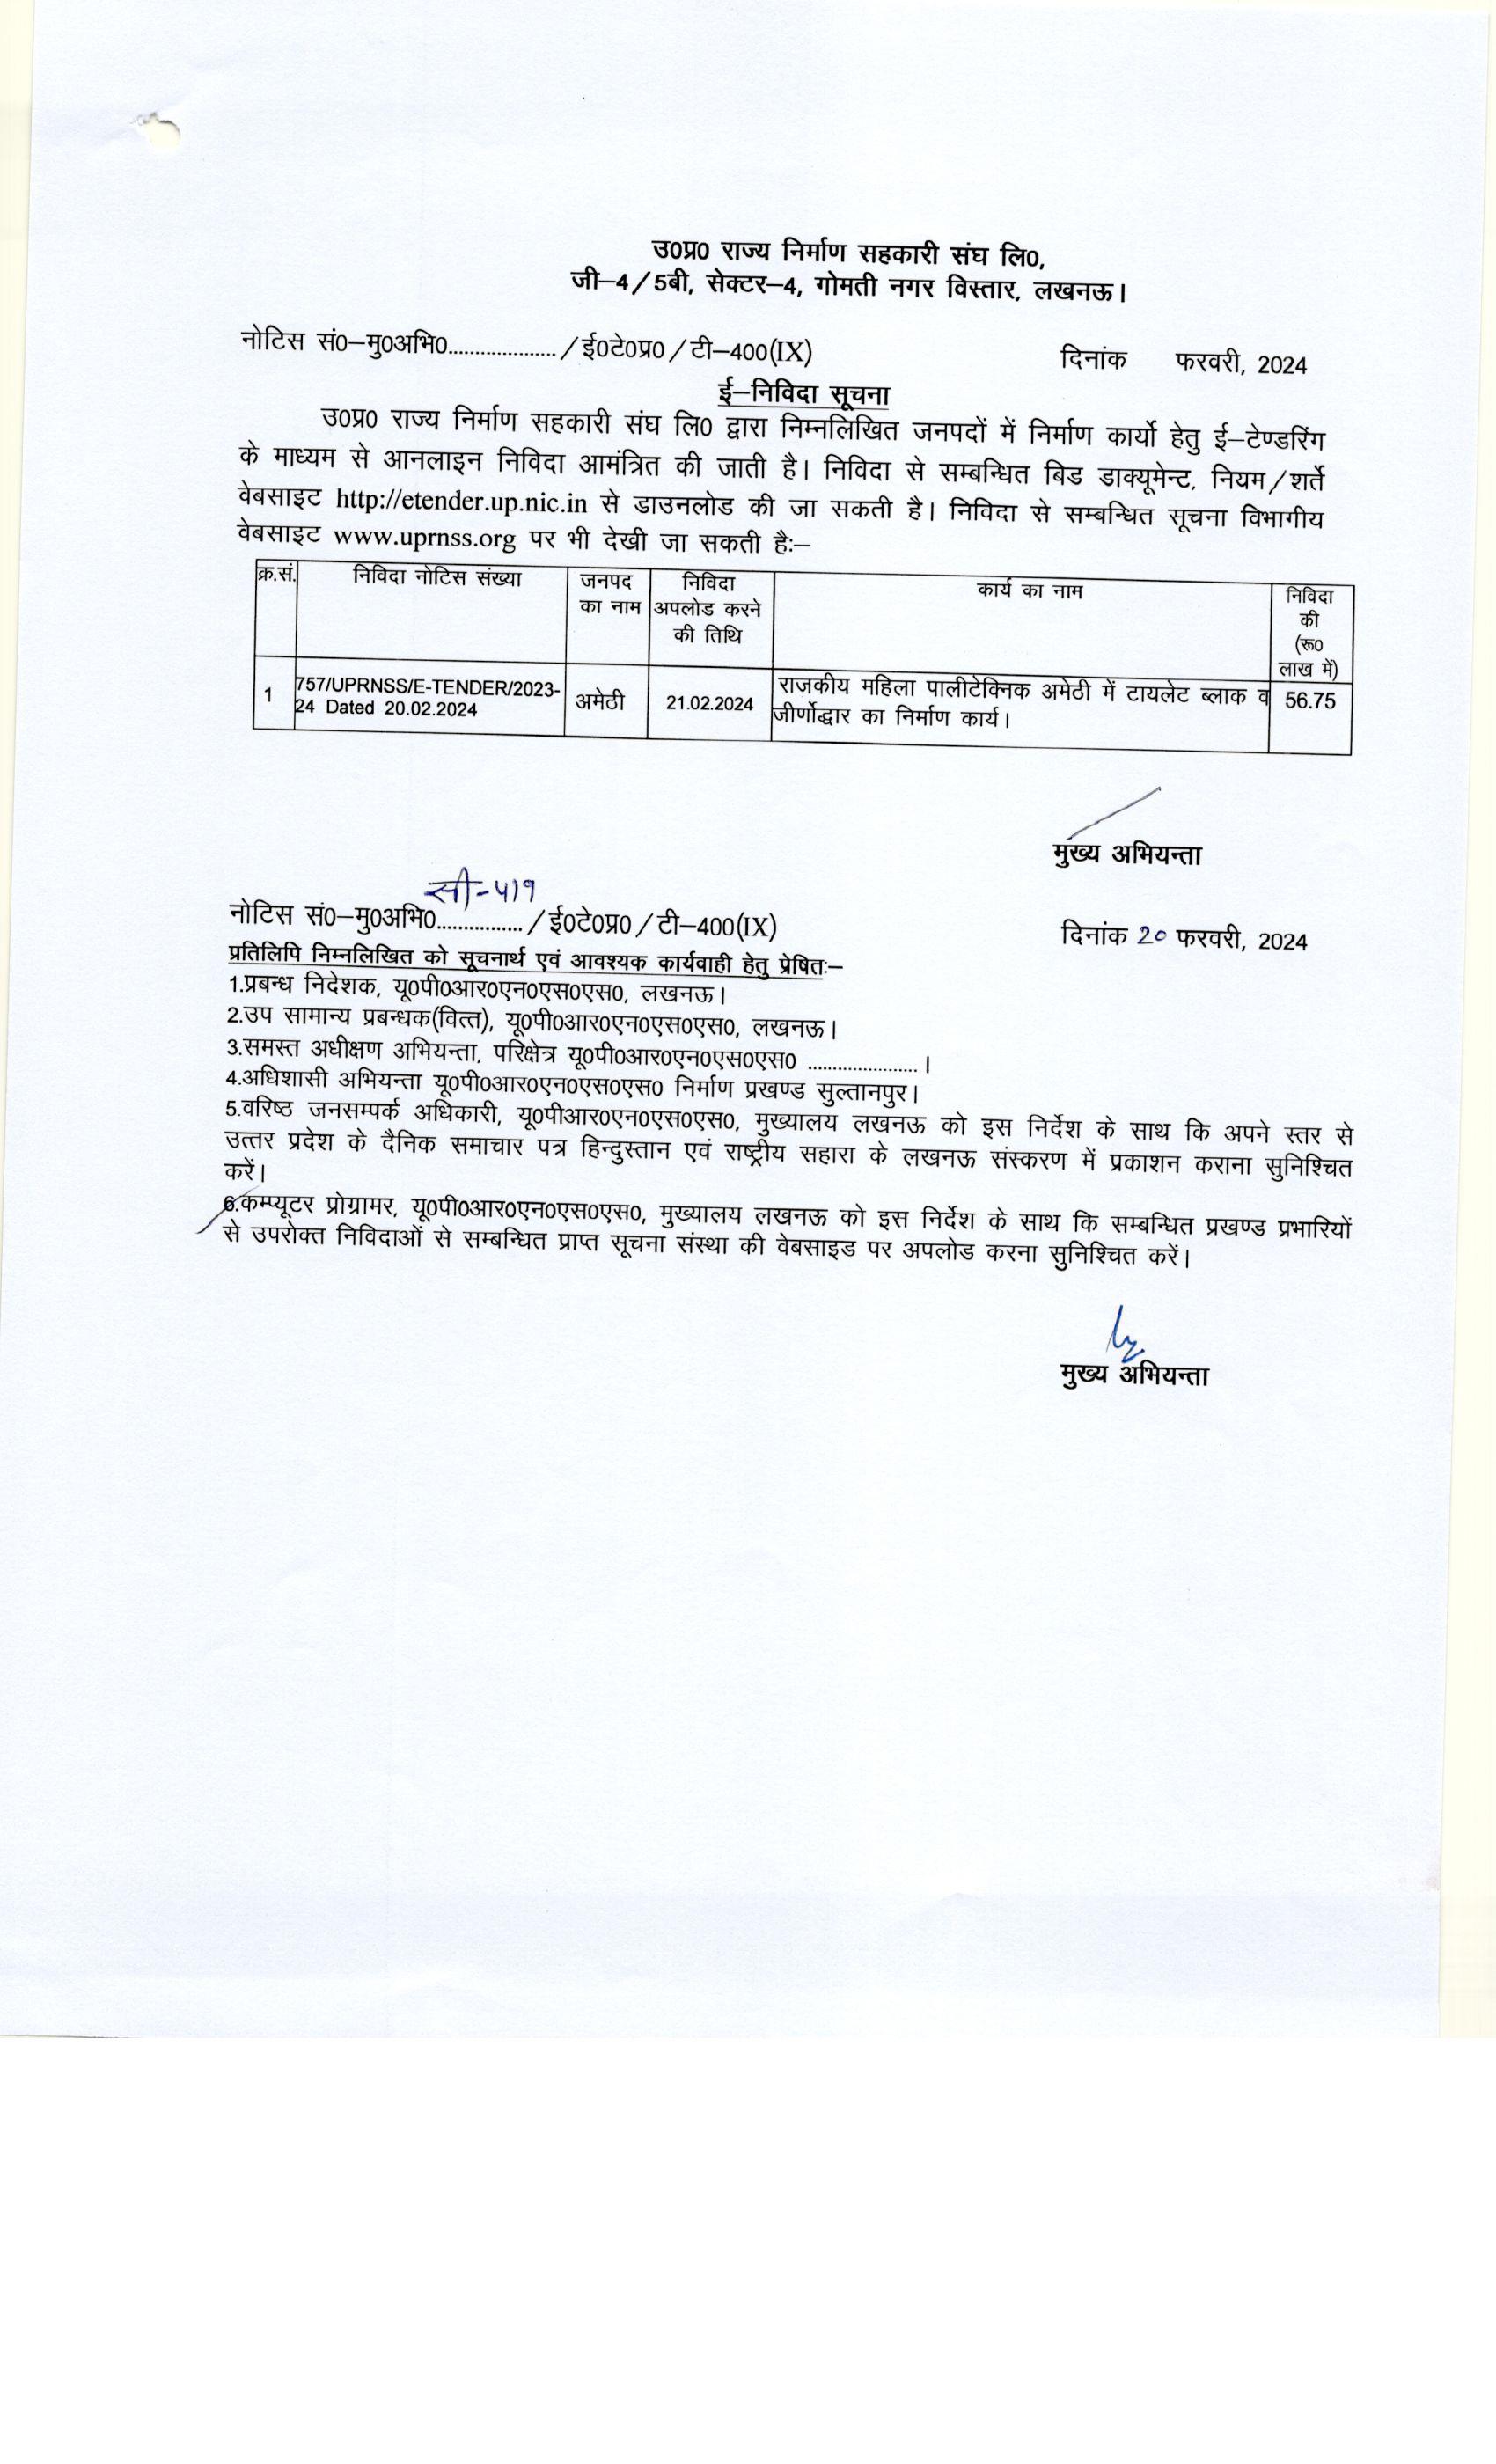 उ0प्र0 राज्य निर्माण सहकारी संघ लि0,
जी–4/5बी, सेक्टर–4, गोमती नगर विस्तार, लखनऊ।
नोटिस सं0–मु0अभि0.................... /ई0टे0प्र0/टी–400(IX) दिनांक फरवरी, 2024
ई–निविदा सूचना
उ0प्र0 राज्य निर्माण सहकारी संघ लि0 द्वारा निम्नलिखित जनपदों में निर्माण कार्यो हेतु ई–टेण्डरिंग
के माध्यम से आनलाइन निविदा आमंत्रित की जाती है। निविदा से सम्बन्धित बिड डाक्यूमेन्ट, नियम/शर्ते
वेबसाइट http://etender.up.nic.in से डाउनलोड की जा सकती है। निविदा से सम्बन्धित सूचना विभागीय
वेबसाइट www.uprnss.org पर भी देखी जा सकती है:–
क्र.सं. निविदा नोटिस संख्या जनपद का नाम निविदा अपलोड करने की तिथि कार्य का नाम निविदा की (रू0 लाख में)
1 757/UPRNSS/E-TENDER/2023- अमेठी 21.02.2024 राजकीय महिला पालीटेक्निक अमेठी में टायलेट ब्लाक व 56.75
24 Dated 20.02.2024 जीर्णोद्धार का निर्माण कार्य।
मुख्य अभियन्ता
सी-419
नोटिस सं0–मु0अभि0................ /ई0टे0प्र0/टी–400(IX) दिनांक 20 फरवरी, 2024
प्रतिलिपि निम्नलिखित को सूचनार्थ एवं आवश्यक कार्यवाही हेतु प्रेषित:–
1.प्रबन्ध निदेशक, यू0पी0आर0एन0एस0एस0, लखनऊ।
2.उप सामान्य प्रबन्धक(वित्त), यू0पी0आर0एन0एस0एस0, लखनऊ।
3.समस्त अधीक्षण अभियन्ता, परिक्षेत्र यू0पी0आर0एन0एस0एस0 ..................... ।
4.अधिशासी अभियन्ता यू0पी0आर0एन0एस0एस0 निर्माण प्रखण्ड सुल्तानपुर।
5.वरिष्ठ जनसम्पर्क अधिकारी, यू0पीआर0एन0एस0एस0, मुख्यालय लखनऊ को इस निर्देश के साथ कि अपने स्तर से
उत्तर प्रदेश के दैनिक समाचार पत्र हिन्दुस्तान एवं राष्ट्रीय सहारा के लखनऊ संस्करण में प्रकाशन कराना सुनिश्चित
करें।
6.कम्प्यूटर प्रोग्रामर, यू0पी0आर0एन0एस0एस0, मुख्यालय लखनऊ को इस निर्देश के साथ कि सम्बन्धित प्रखण्ड प्रभारियों
से उपरोक्त निविदाओं से सम्बन्धित प्राप्त सूचना संस्था की वेबसाइड पर अपलोड करना सुनिश्चित करें।
मुख्य अभियन्ता